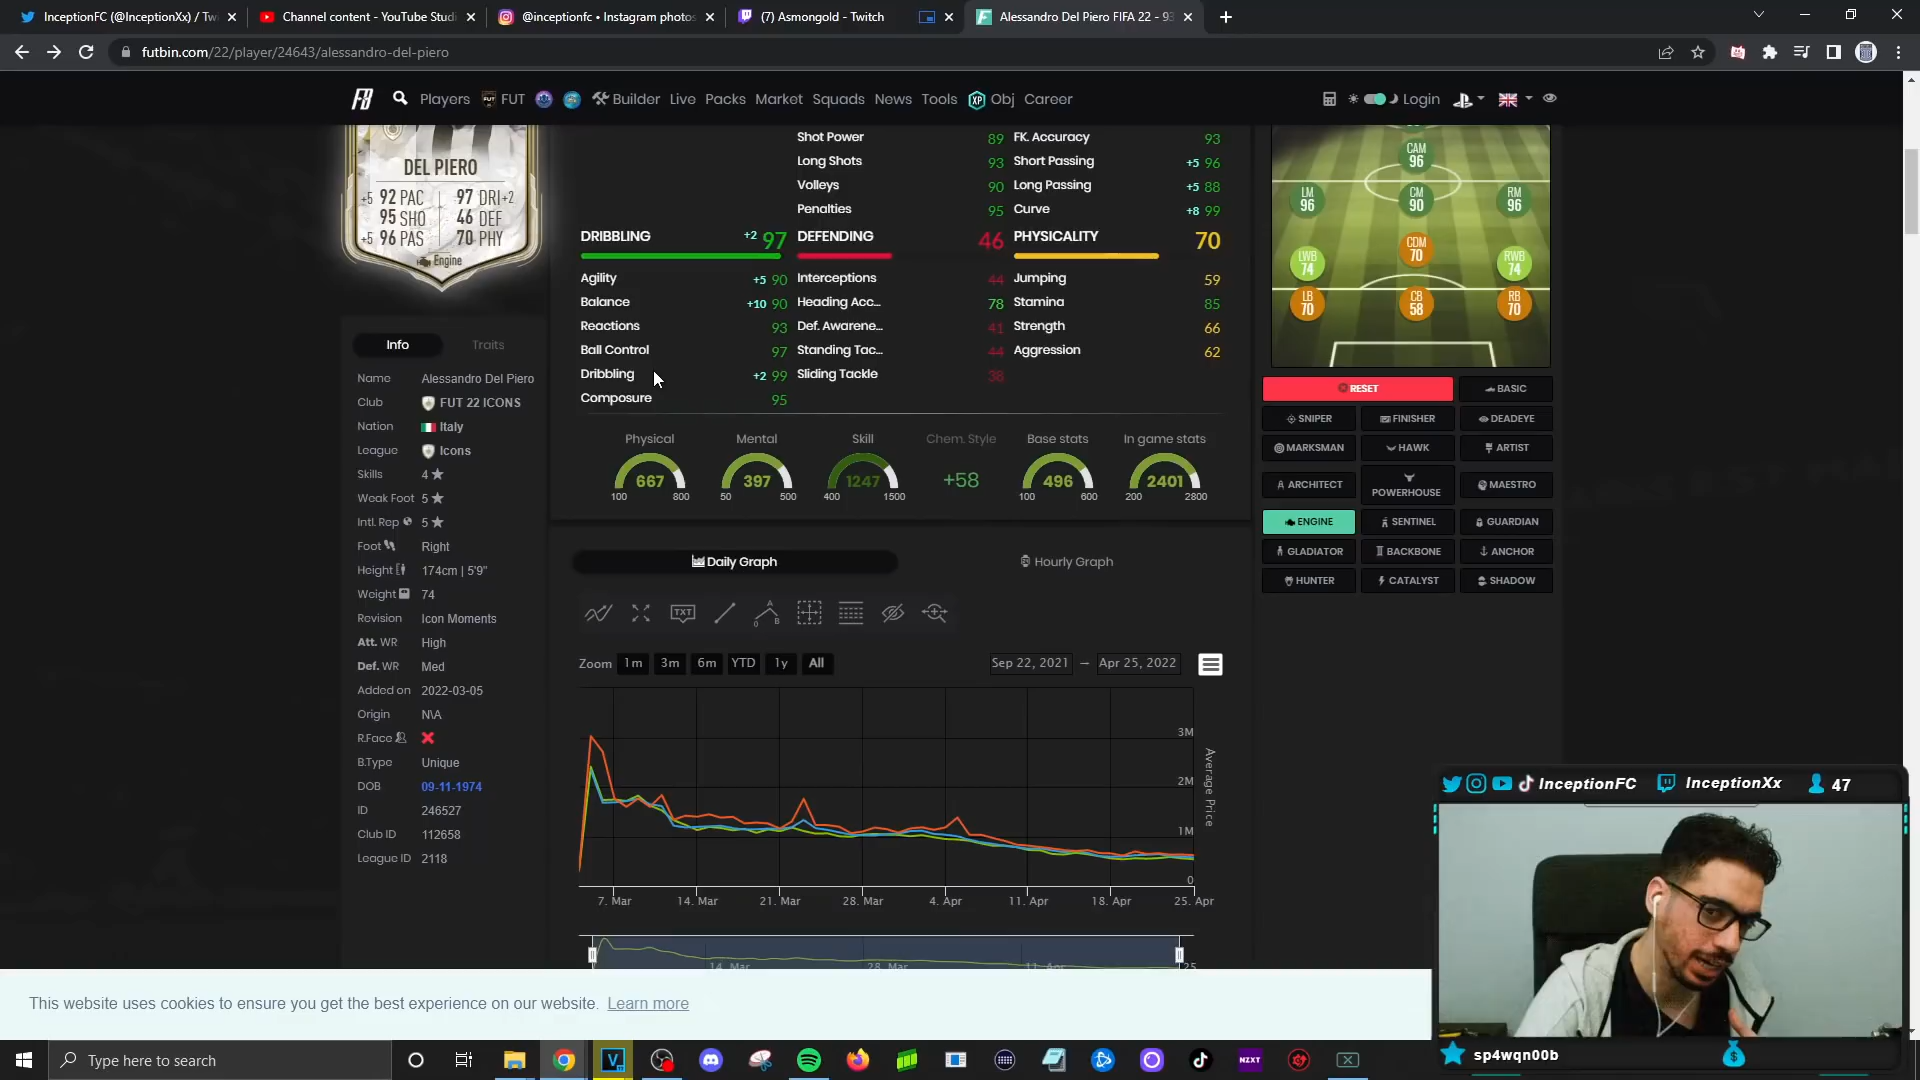 InceptionFC (@InceptionXx) / Tw
Channel content - YouTube Studi
@inceptionfc • Instagram photos
(7) Asmongold - Twitch
Alessandro Del Piero FIFA 22 - 93
futbin.com/22/player/24643/alessandro-del-piero
Players FUT Builder Live Packs Market Squads News Tools XP Obj Career Login
DEL PIERO
+5 92 PAC 97 DRI +2
95 SHO 46 DEF
+5 96 PAS 70 PHY
Engine
Shot Power 89 FK. Accuracy 93
Long Shots 93 Short Passing +5 96
Volleys 90 Long Passing +5 88
Penalties 95 Curve +8 99
DRIBBLING +2 97 DEFENDING 46 PHYSICALITY 70
Agility +5 90 Interceptions 44 Jumping 59
Balance +10 90 Heading Acc... 78 Stamina 85
Reactions 93 Def. Awarene... 41 Strength 66
Ball Control 97 Standing Tac... 44 Aggression 62
Dribbling +2 99 Sliding Tackle 38
Composure 95
Physical Mental Skill Chem. Style Base stats In game stats
667 397 1247 +58 496 2401
100 800 50 500 400 1500 100 600 200 2800
CAM
96
LM
96
CM
90
RM
96
CDM
70
LWB
74
RWB
74
LB
70
CB
58
RB
70
RESET BASIC
SNIPER FINISHER DEADEYE
MARKSMAN HAWK ARTIST
ARCHITECT POWERHOUSE MAESTRO
ENGINE SENTINEL GUARDIAN
GLADIATOR BACKBONE ANCHOR
HUNTER CATALYST SHADOW
Info Traits
Name Alessandro Del Piero
Club FUT 22 ICONS
Nation Italy
League Icons
Skills 4
Weak Foot 5
Intl. Rep 5
Foot Right
Height 174cm | 5'9"
Weight 74
Revision Icon Moments
Att. WR High
Def. WR Med
Added on 2022-03-05
Origin N\A
R.Face
B.Type Unique
DOB 09-11-1974
ID 246527
Club ID 112658
League ID 2118
Daily Graph Hourly Graph
TXT
Zoom 1m 3m 6m YTD 1y All Sep 22, 2021 → Apr 25, 2022
3M
2M
1M
0
Average Price
7. Mar 14. Mar 21. Mar 28. Mar 4. Apr 11. Apr 18. Apr 25. Apr
14. Mar 28. Mar 11. Apr 25
InceptionFC InceptionXx 47
sp4wqn00b
This website uses cookies to ensure you get the best experience on our website. Learn more
Type here to search
NZXT